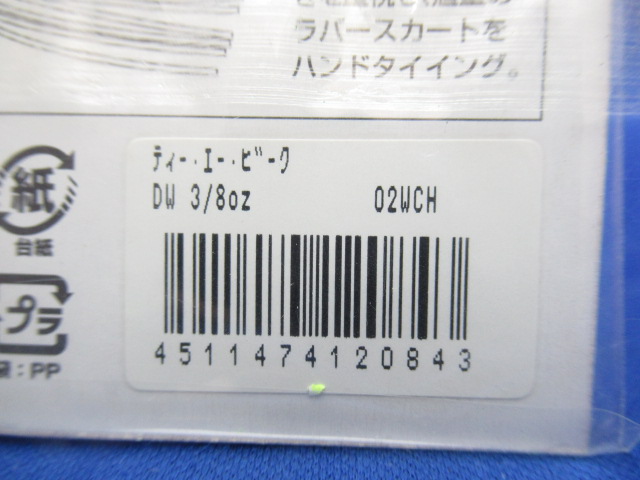 ラバースカートを
ハンドタイイング。
ティー・エー・ビーク
DW 3/8oz 02WCH
4511474120843
紙
台紙
プラ
:PP